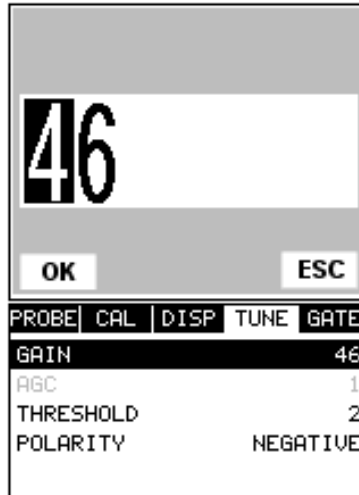 46
OK ESC
PROBE CAL DISP TUNE GATE
GAIN 46
AGC 1
THRESHOLD 2
POLARITY NEGATIVE